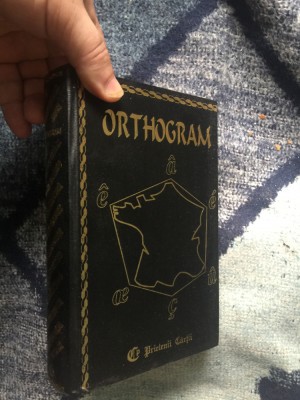 ORTHOGRAM
â
ê
é
æ
ç
Prietenii Cărții